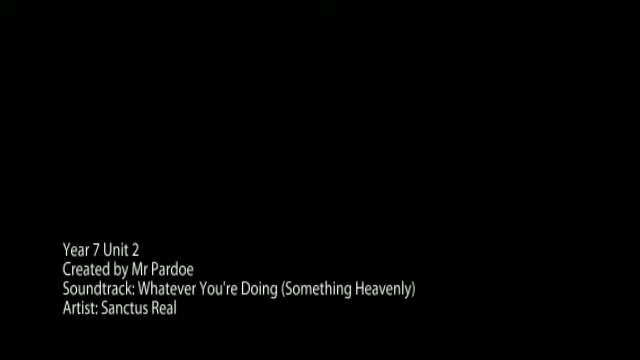 Year 7 Unit 2
Created by Mr Pardoe
Soundtrack: Whatever You're Doing (Something Heavenly)
Artist: Sanctus Real